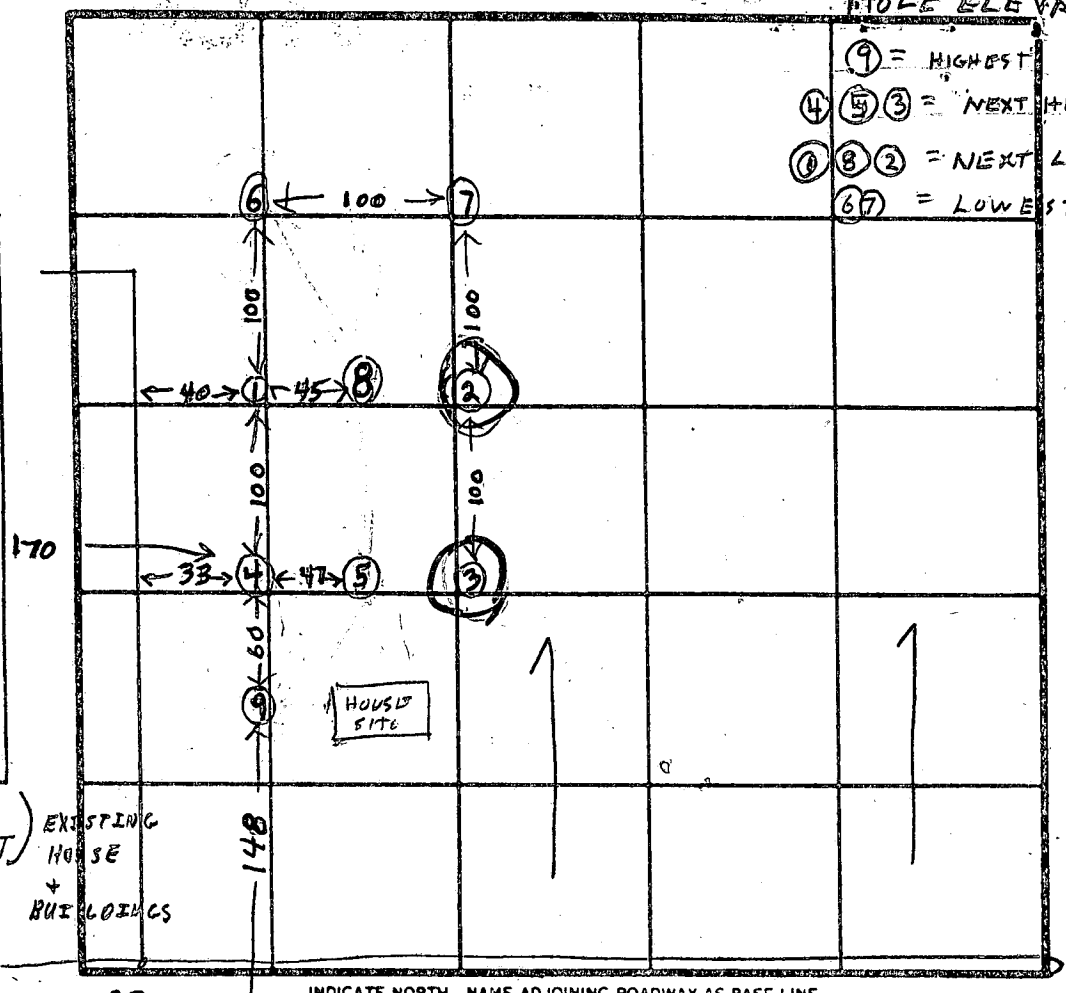 HOLE ELEVA
9 = HIGHEST
4 5 3 = NEXT H
8 2 = NEXT L
6 7 = LOWEST
6 100 7
100 100
40 1 45 8 2
100 100
170
33 4 47 5 3
60
9 HOUSE
SITE
148
EXISTING
HOUSE
+
BUILDINGS
INDICATE NORTH. NAME ADJOINING ROADWAY AS BASE LINE